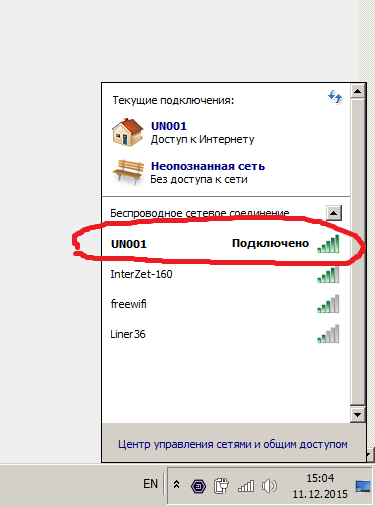 Текущие подключения:
UN001
Доступ к Интернету
Неопознанная сеть
Без доступа к сети
Беспроводное сетевое соединение
UN001 Подключено
InterZet-160
freewifi
Liner36
Центр управления сетями и общим доступом
EN 15:04
11.12.2015